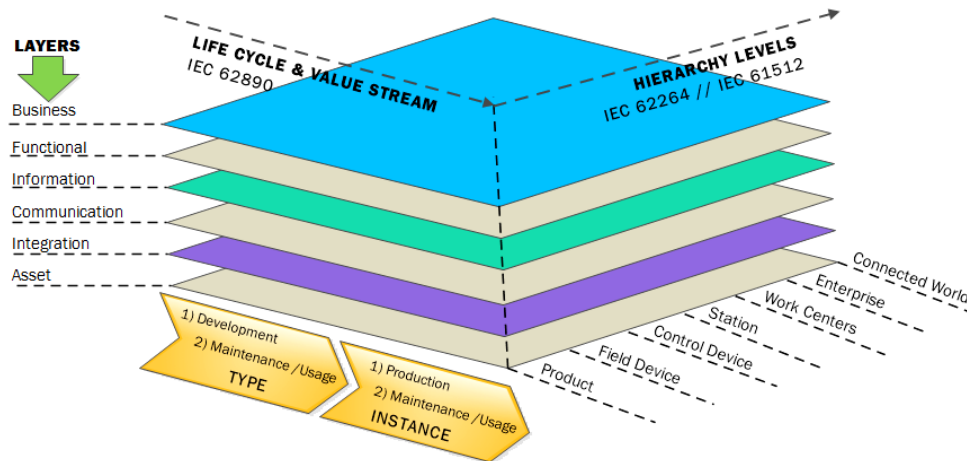 LAYERS
Business
Functional
Information
Communication
Integration
Asset
LIFE CYCLE & VALUE STREAM
IEC 62890
HIERARCHY LEVELS
IEC 62264 // IEC 61512
1) Development
2) Maintenance /Usage
TYPE
1) Production
2) Maintenance/Usage
INSTANCE
Product
Field Device
Control Device
Station
Work Centers
Enterprise
Connected World